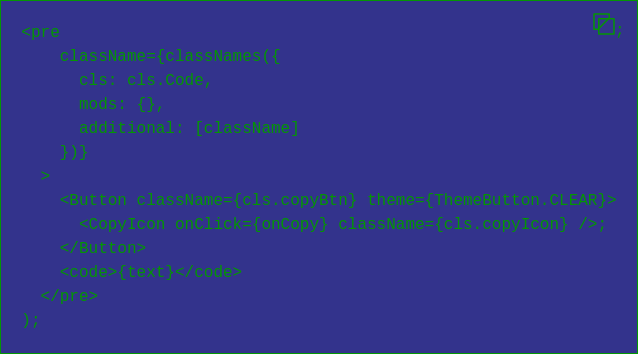 <pre ;
    className={classNames({
      cls: cls.Code,
      mods: {},
      additional: [className]
    })}
  >
    <Button className={cls.copyBtn} theme={ThemeButton.CLEAR}>
      <CopyIcon onClick={onCopy} className={cls.copyIcon} />;
    </Button>
    <code>{text}</code>
  </pre>
);